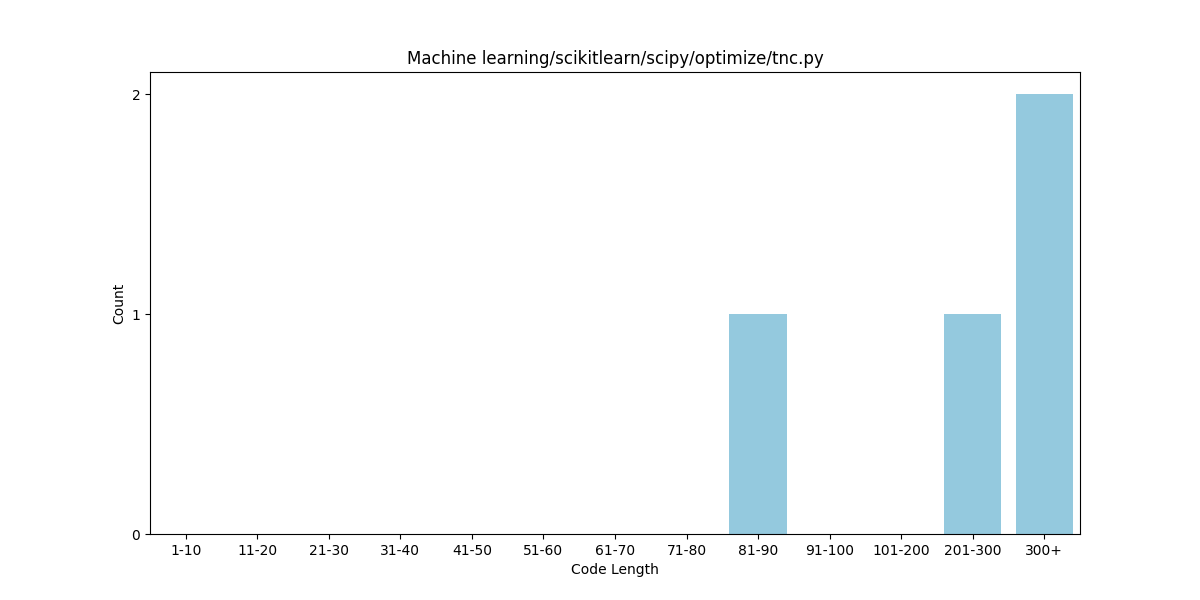 Machine learning/scikitlearn/scipy/optimize/tnc.py
2
1
0
Count
1-10 11-20 21-30 31-40 41-50 51-60 61-70 71-80 81-90 91-100 101-200 201-300 300+
Code Length